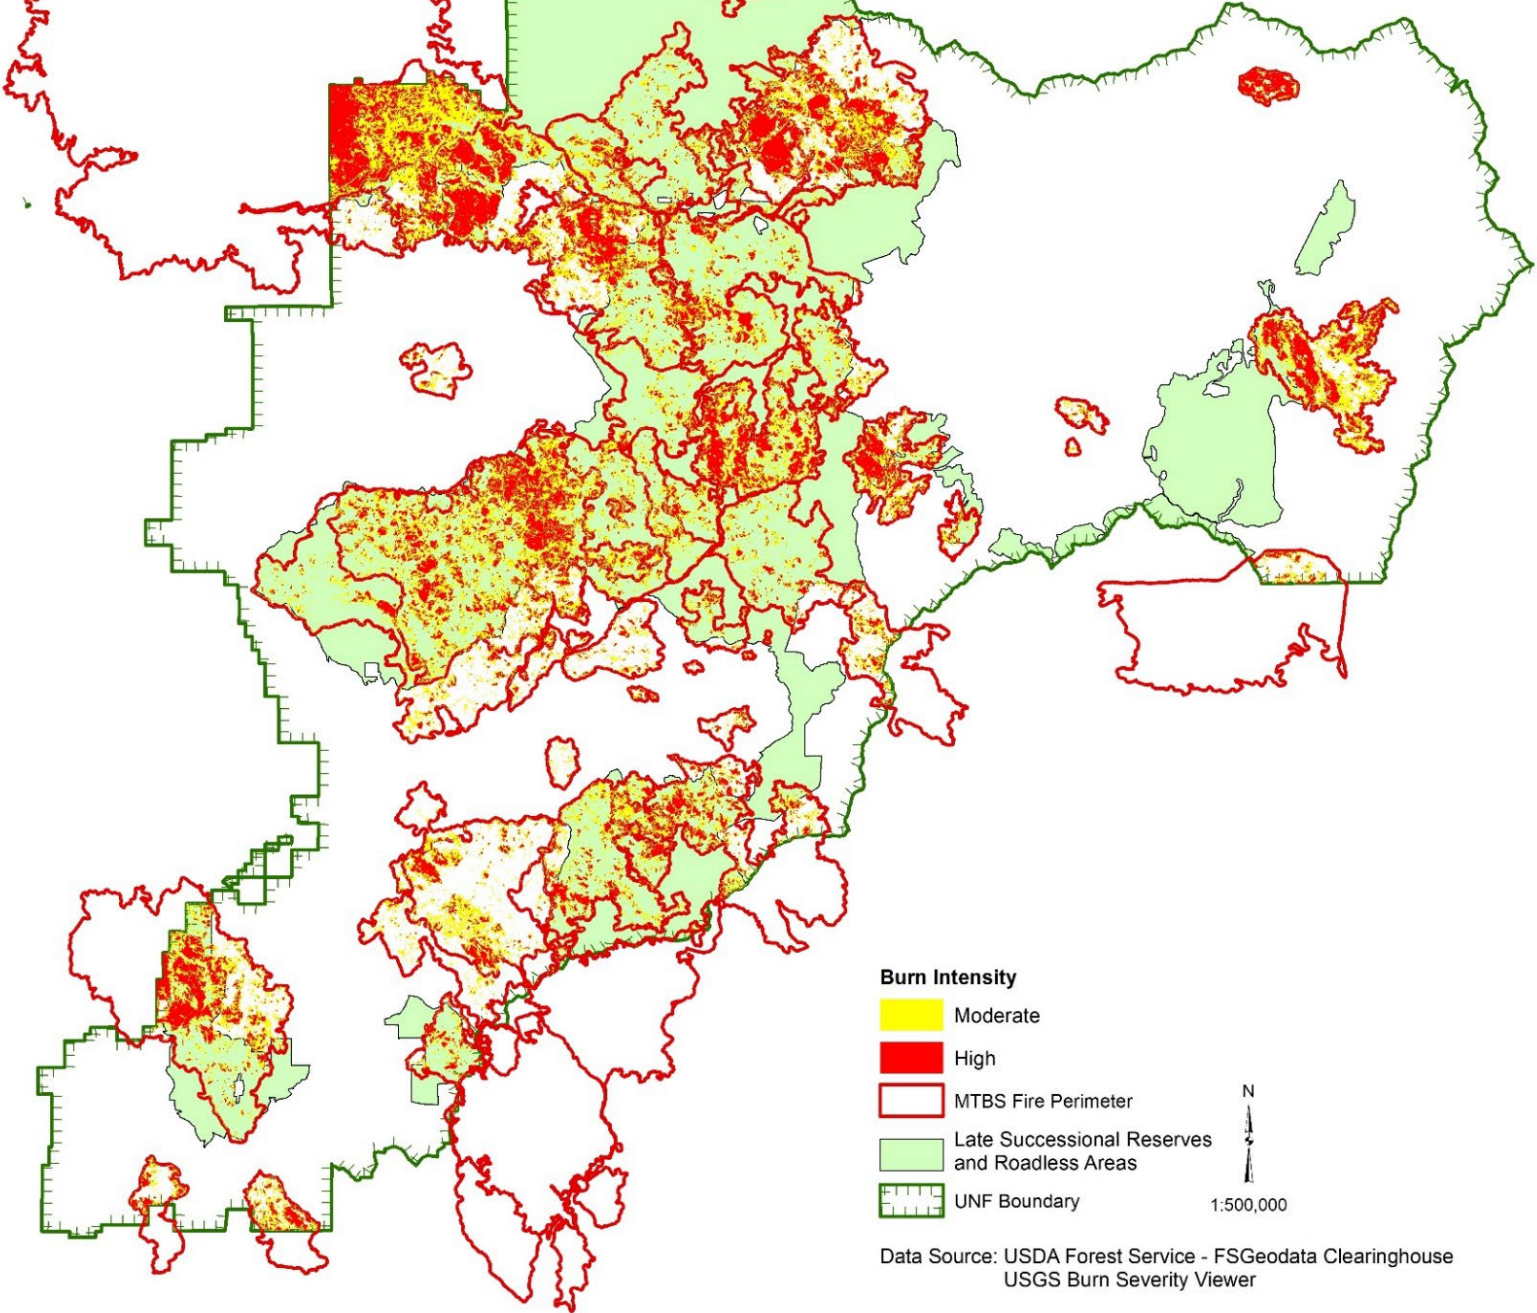 Burn Intensity
Moderate
High
MTBS Fire Perimeter
Late Successional Reserves
and Roadless Areas
UNF Boundary
N
1:500,000
Data Source: USDA Forest Service - FSGeodata Clearinghouse
USGS Burn Severity Viewer